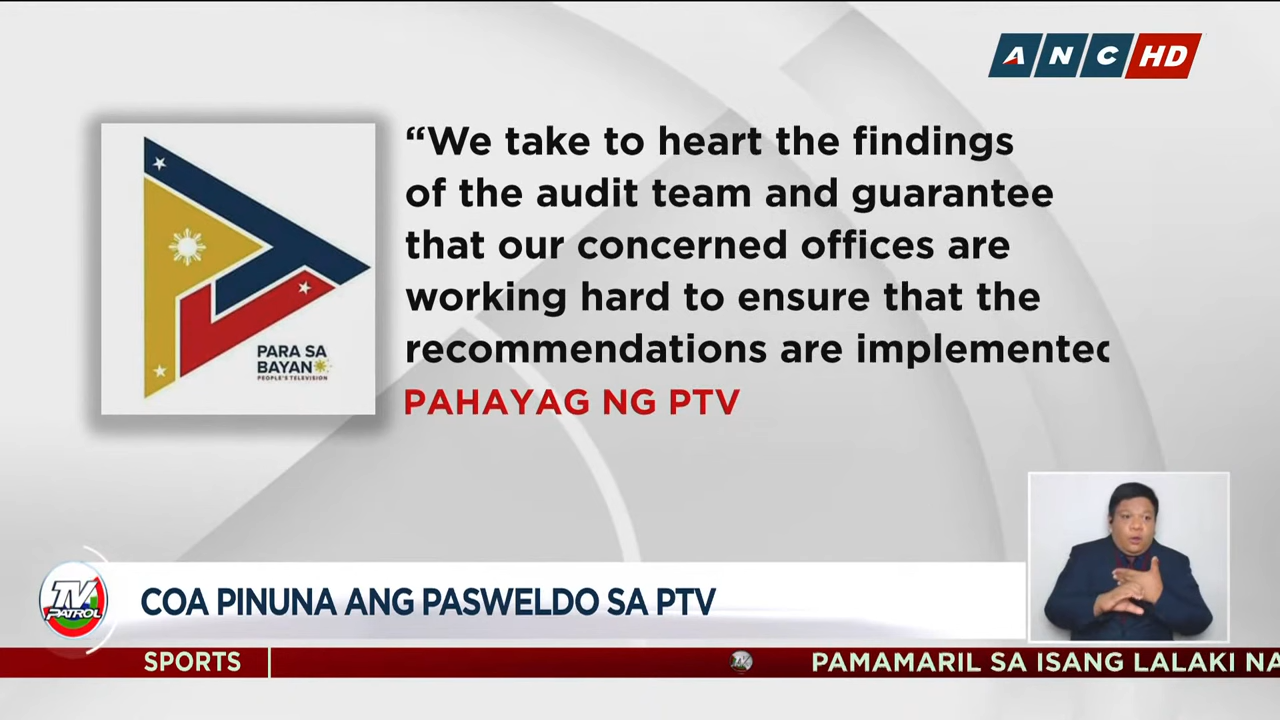 ANC HD
“We take to heart the findings
of the audit team and guarantee
that our concerned offices are
working hard to ensure that the
recommendations are implemented
PAHAYAG NG PTV
PARA SA
BAYAN
PEOPLE'S TELEVISION
TV PATROL
COA PINUNA ANG PASWELDO SA PTV
SPORTS
PAMAMARIL SA ISANG LALAKI NA